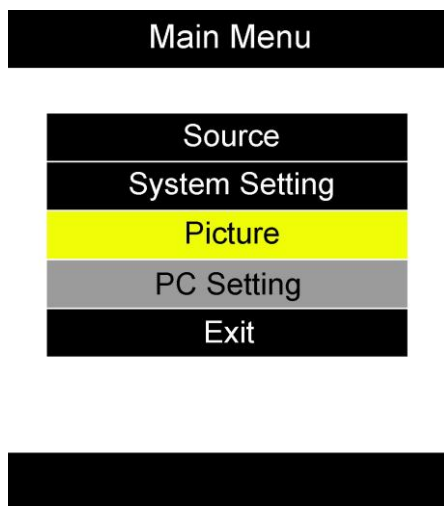 Main Menu
Source
System Setting
Picture
PC Setting
Exit